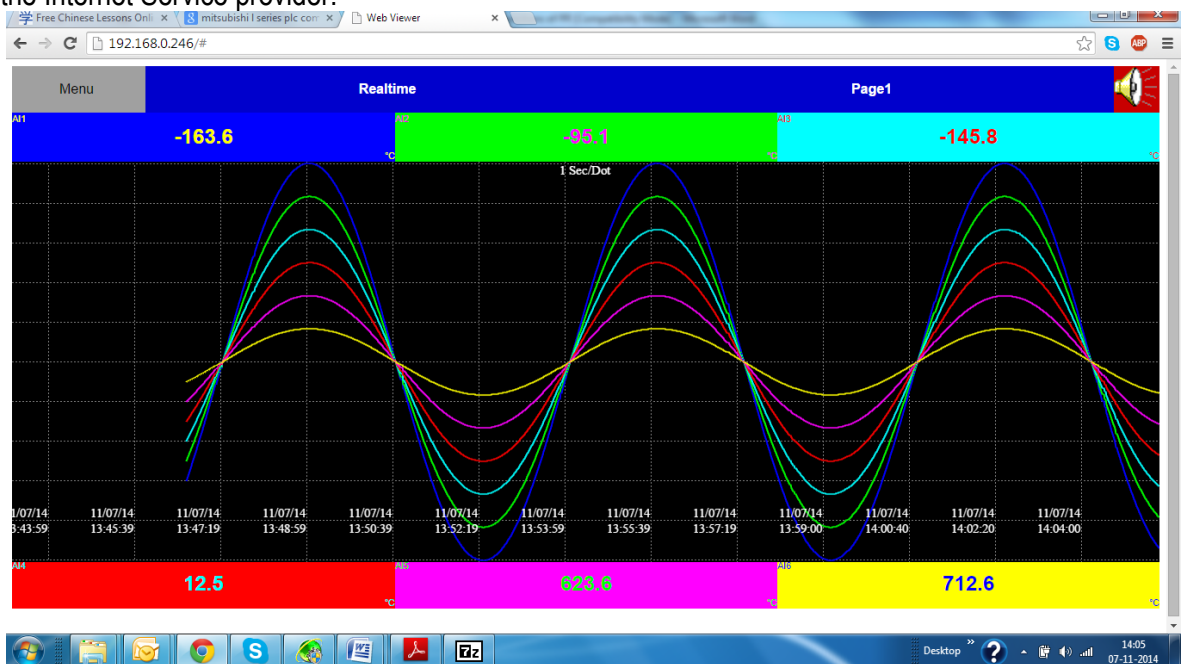 the Internet Service provider.
Free Chinese Lessons Onli
mitsubishi I series plc com
Web Viewer
192.168.0.246/#
Menu
Realtime
Page1
AI1
-163.6
°C
AI2
-95.1
°C
AI3
-145.8
°C
1 Sec/Dot
1/07/14 11/07/14 11/07/14 11/07/14 11/07/14 11/07/14 11/07/14 11/07/14 11/07/14 11/07/14 11/07/14 11/07/14 11/07/14
3:43:59 13:45:39 13:47:19 13:48:59 13:50:39 13:52:19 13:53:59 13:55:39 13:57:19 13:59:00 14:00:40 14:02:20 14:04:00
AI4
12.5
°C
AI5
623.6
°C
AI6
712.6
°C
Desktop
14:05
07-11-2014